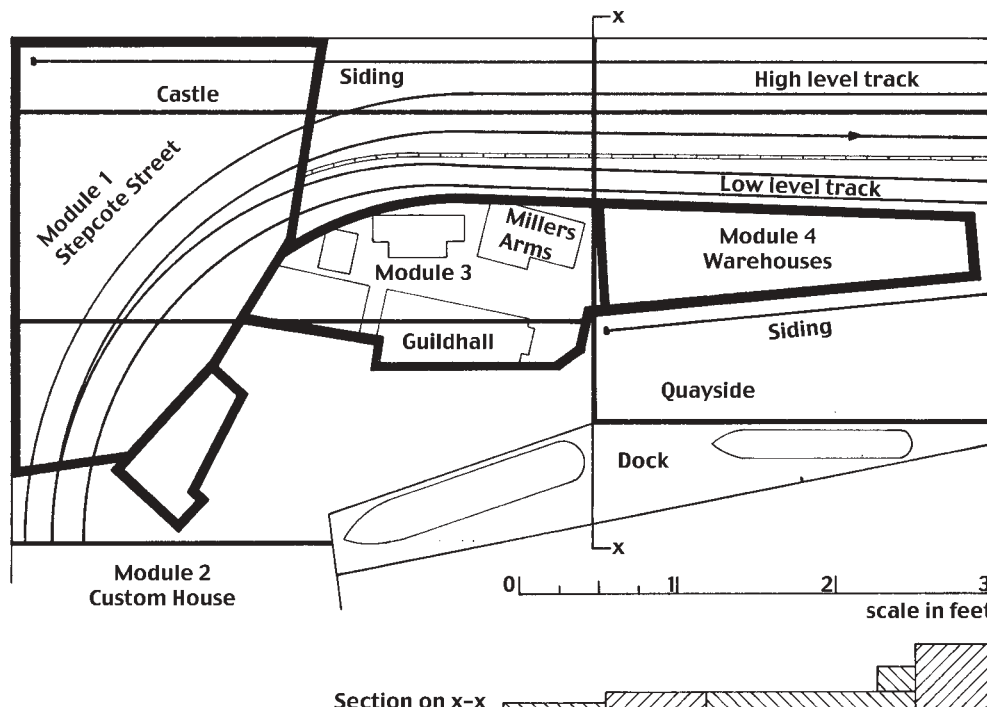 x
Siding
High level track
Castle
Module 1
Stepcote Street
Low level track
Millers
Arms
Module 4
Warehouses
Module 3
Siding
Guildhall
Quayside
Dock
x
Module 2
Custom House
0 1 2 3
scale in feet
Section on x-x